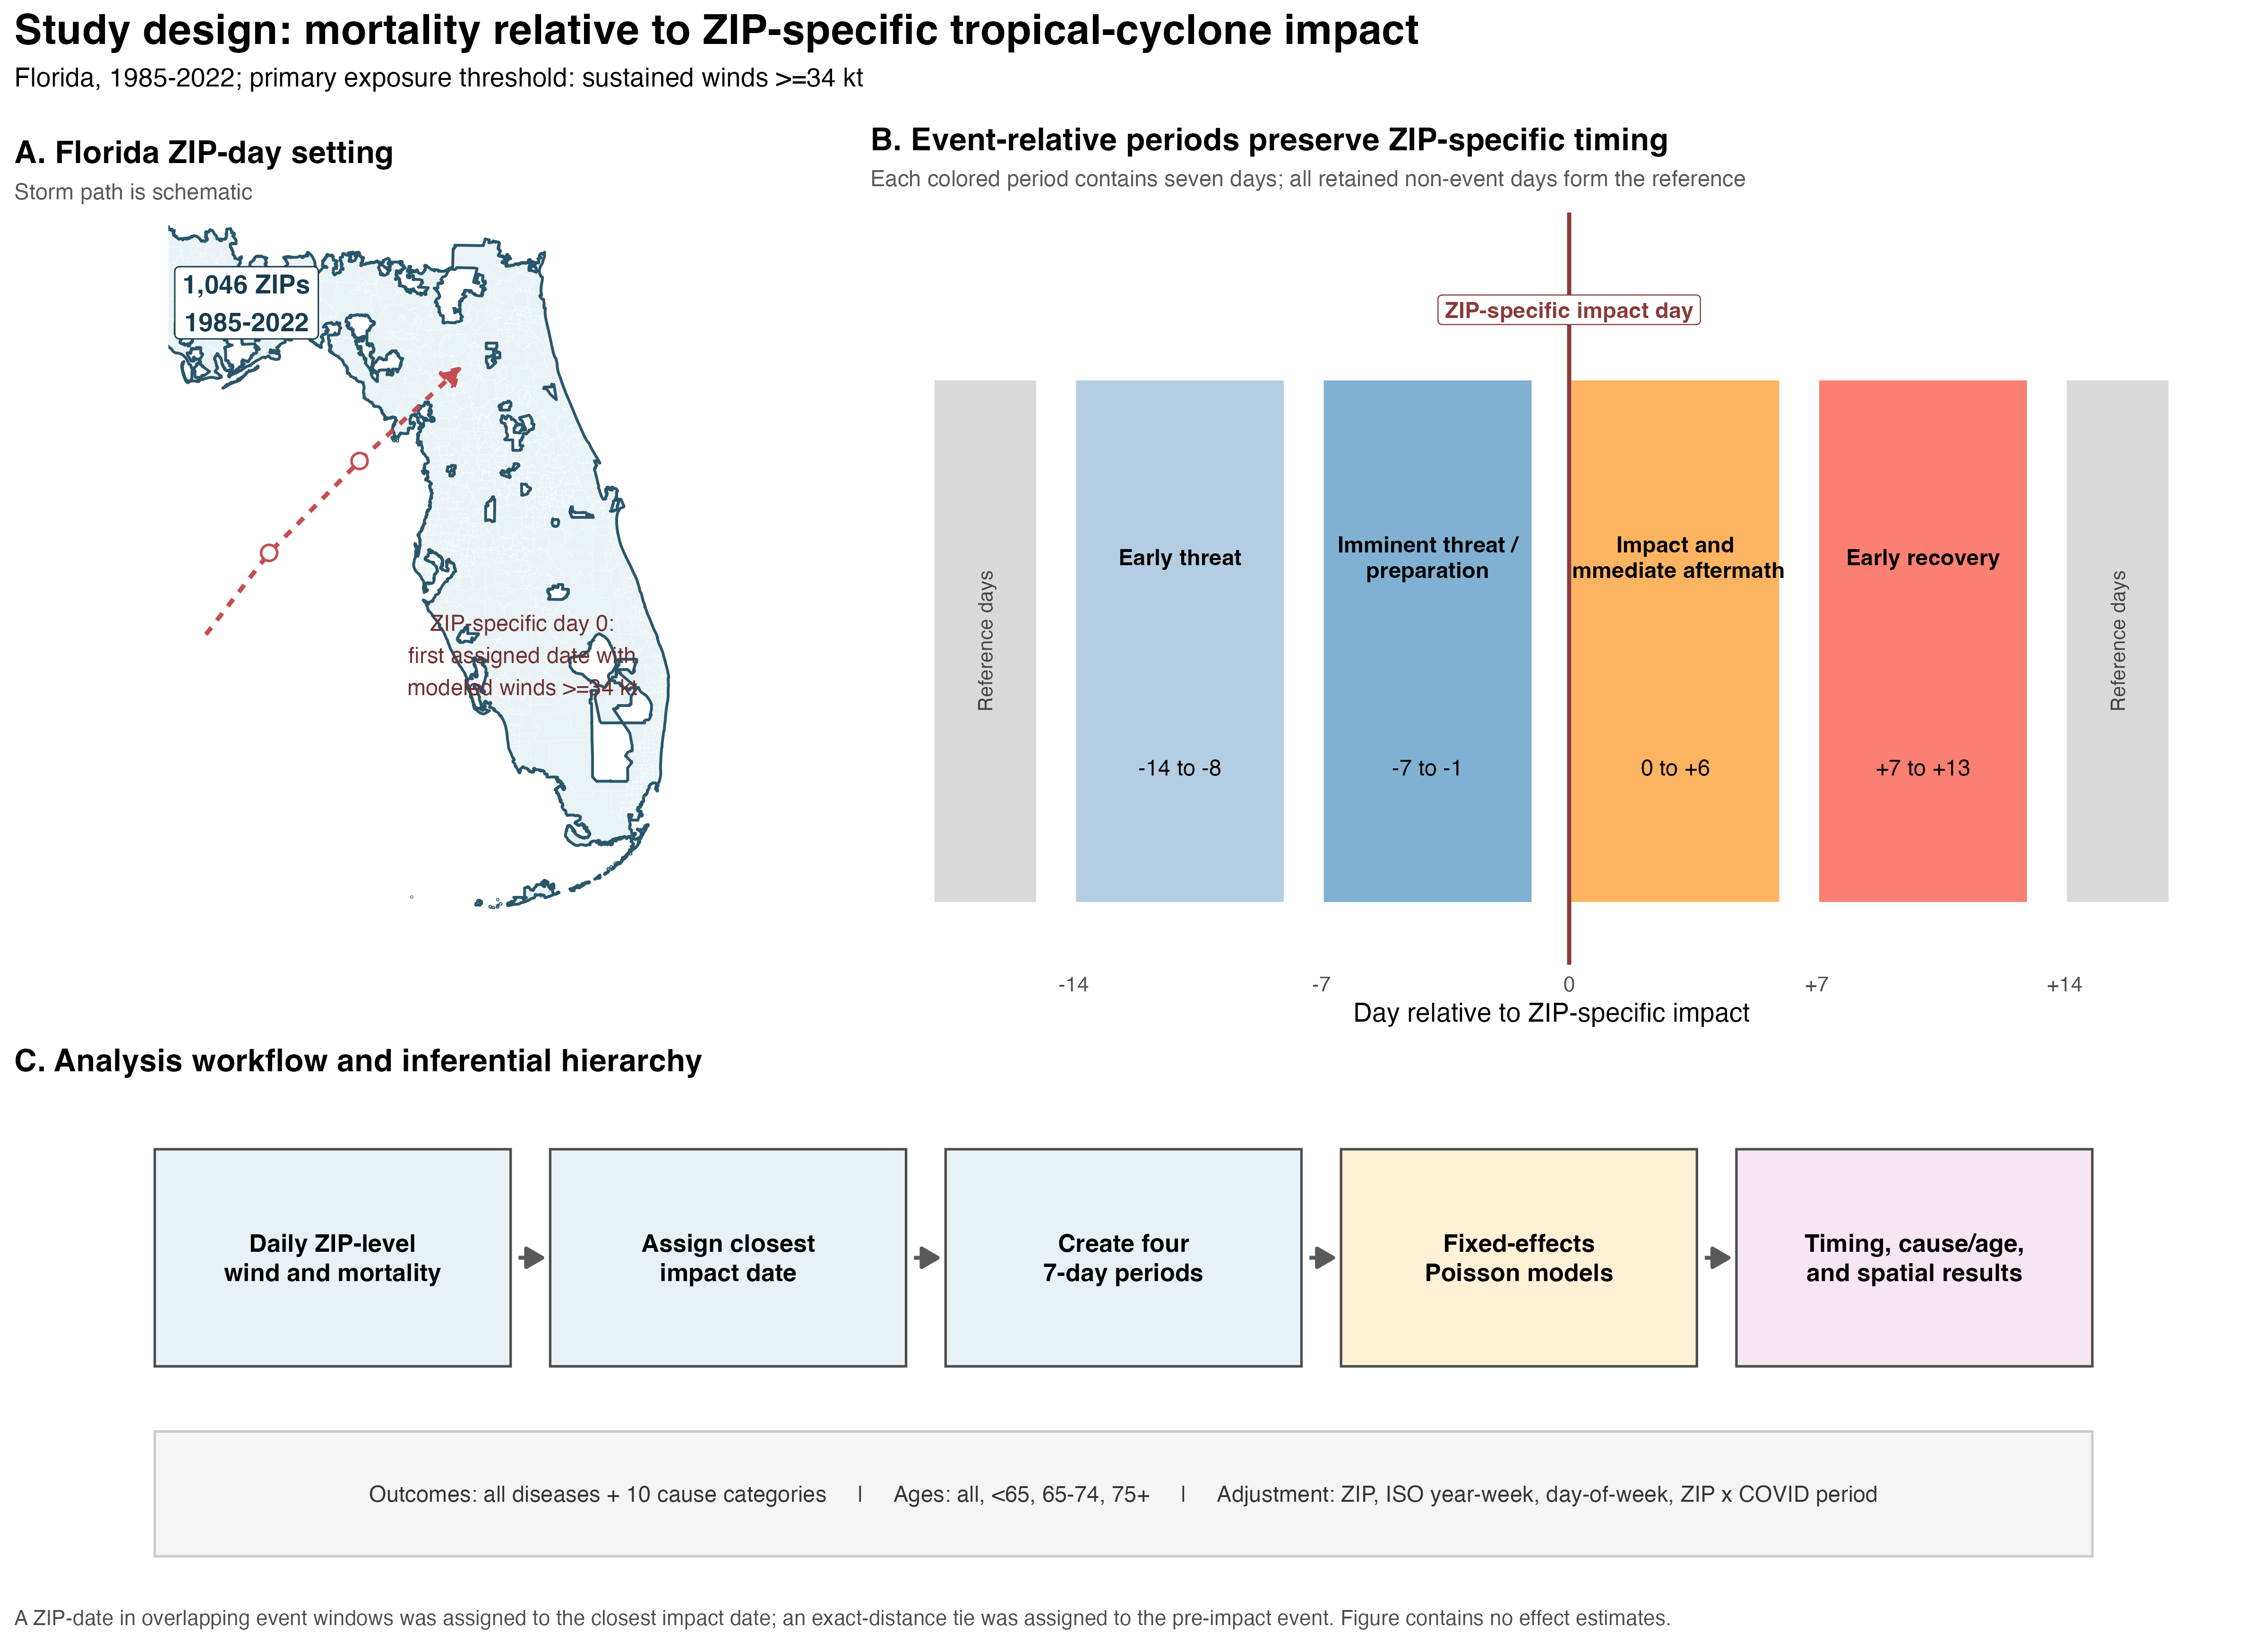 Study design: mortality relative to ZIP-specific tropical-cyclone impact
Florida, 1985-2022; primary exposure threshold: sustained winds >=34 kt
A. Florida ZIP-day setting
Storm path is schematic
1,046 ZIPs
1985-2022
ZIP-specific day 0:
first assigned date with
modeled winds >=34 kt
B. Event-relative periods preserve ZIP-specific timing
Each colored period contains seven days; all retained non-event days form the reference
ZIP-specific impact day
Reference days
Early threat
-14 to -8
Imminent threat /
preparation
-7 to -1
Impact and
mmediate aftermath
0 to +6
Early recovery
+7 to +13
Reference days
-14
-7
0
+7
+14
Day relative to ZIP-specific impact
C. Analysis workflow and inferential hierarchy
Daily ZIP-level
wind and mortality
Assign closest
impact date
Create four
7-day periods
Fixed-effects
Poisson models
Timing, cause/age,
and spatial results
Outcomes: all diseases + 10 cause categories | Ages: all, <65, 65-74, 75+ | Adjustment: ZIP, ISO year-week, day-of-week, ZIP x COVID period
A ZIP-date in overlapping event windows was assigned to the closest impact date; an exact-distance tie was assigned to the pre-impact event. Figure contains no effect estimates.